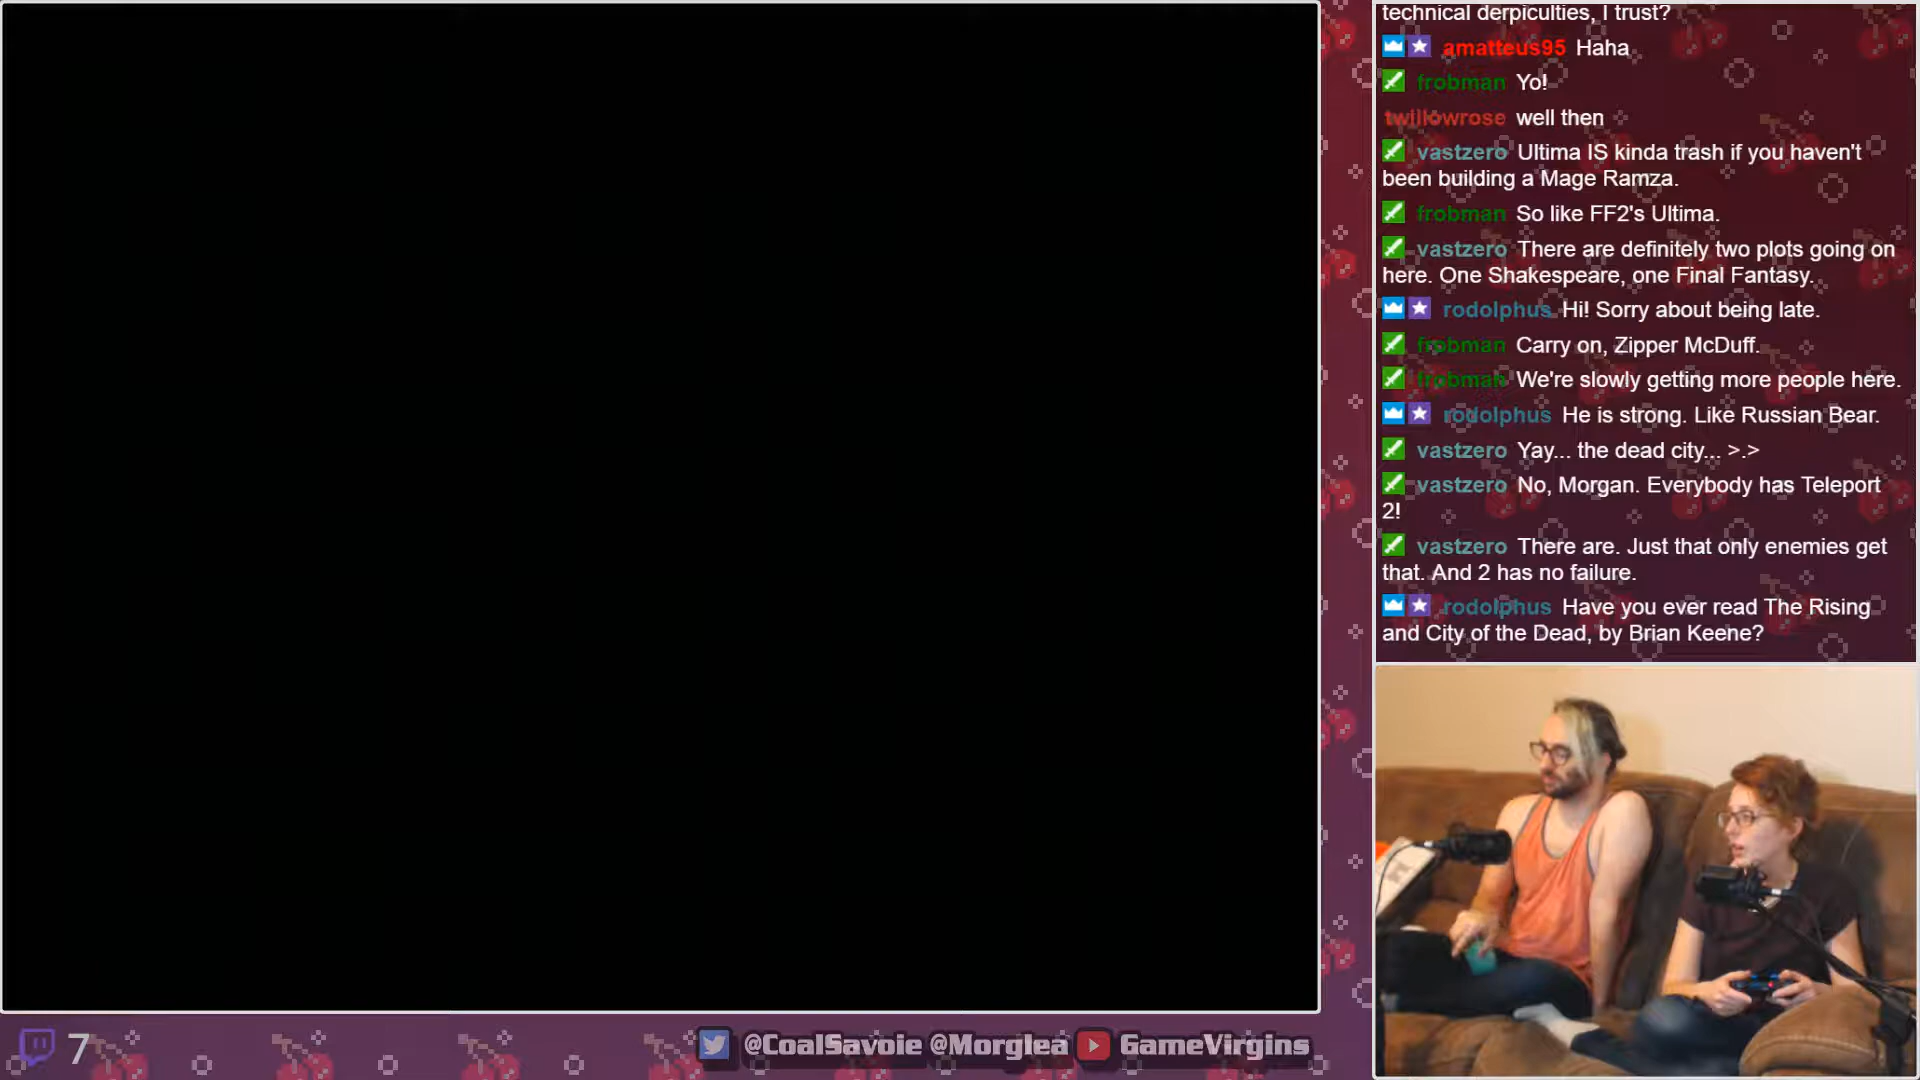 technical derpiculties, I trust?
amatteus95 Haha
frobman Yo!
twillowrose well then
vastzero Ultima IS kinda trash if you haven't
been building a Mage Ramza.
frobman So like FF2's Ultima.
vastzero There are definitely two plots going on
here. One Shakespeare, one Final Fantasy.
rodolphus Hi! Sorry about being late.
frobman Carry on, Zipper McDuff.
frobman We're slowly getting more people here.
rodolphus He is strong. Like Russian Bear.
vastzero Yay... the dead city... >.>
vastzero No, Morgan. Everybody has Teleport
2!
vastzero There are. Just that only enemies get
that. And 2 has no failure.
rodolphus Have you ever read The Rising
and City of the Dead, by Brian Keene?
7
@CoalSavoie @Morglea GameVirgins